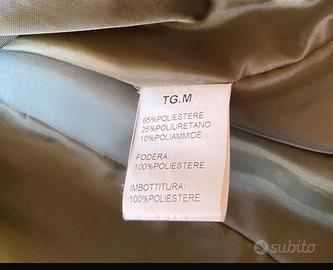 TG.M
65%POLIESTERE
25%POLIURETANO
10%POLIAMMIDE
FODERA:
100%POLIESTERE
IMBOTTITURA:
100%POLIESTERE
subito